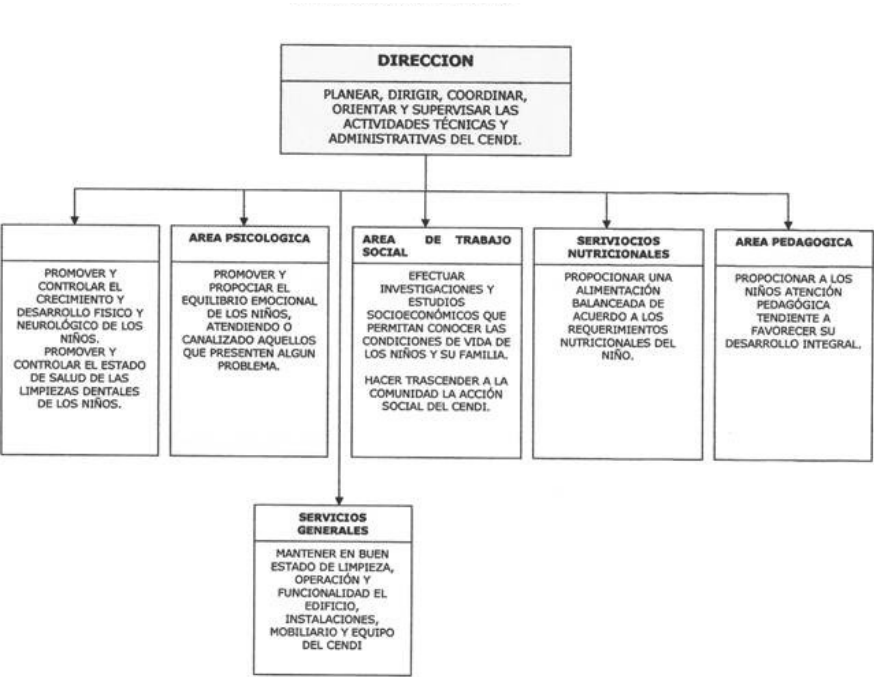 DIRECCION
PLANEAR, DIRIGIR, COORDINAR,
ORIENTAR Y SUPERVISAR LAS
ACTIVIDADES TÉCNICAS Y
ADMINISTRATIVAS DEL CENDI.
PROMOVER Y
CONTROLAR EL
CRECIMIENTO Y
DESARROLLO FISICO Y
NEUROLÓGICO DE LOS
NIÑOS.
PROMOVER Y
CONTROLAR EL ESTADO
DE SALUD DE LAS
LIMPIEZAS DENTALES
DE LOS NIÑOS.
AREA PSICOLOGICA
PROMOVER Y
PROPOCIAR EL
EQUILIBRIO EMOCIONAL
DE LOS NIÑOS,
ATENDIENDO O
CANALIZADO AQUELLOS
QUE PRESENTEN ALGUN
PROBLEMA.
AREA DE TRABAJO
SOCIAL
EFECTUAR
INVESTIGACIONES Y
ESTUDIOS
SOCIOECONÓMICOS QUE
PERMITAN CONOCER LAS
CONDICIONES DE VIDA DE
LOS NIÑOS Y SU FAMILIA.
HACER TRASCENDER A LA
COMUNIDAD LA ACCIÓN
SOCIAL DEL CENDI.
SERIVIOCIOS
NUTRICIONALES
PROPOCIONAR UNA
ALIMENTACIÓN
BALANCEADA DE
ACUERDO A LOS
REQUERIMIENTOS
NUTRICIONALES DEL
NIÑO.
AREA PEDAGOGICA
PROPOCIONAR A LOS
NIÑOS ATENCIÓN
PEDAGÓGICA
TENDIENTE A
FAVORECER SU
DESARROLLO INTEGRAL.
SERVICIOS
GENERALES
MANTENER EN BUEN
ESTADO DE LIMPIEZA,
OPERACIÓN Y
FUNCIONALIDAD EL
EDIFICIO,
INSTALACIONES,
MOBILIARIO Y EQUIPO
DEL CENDI